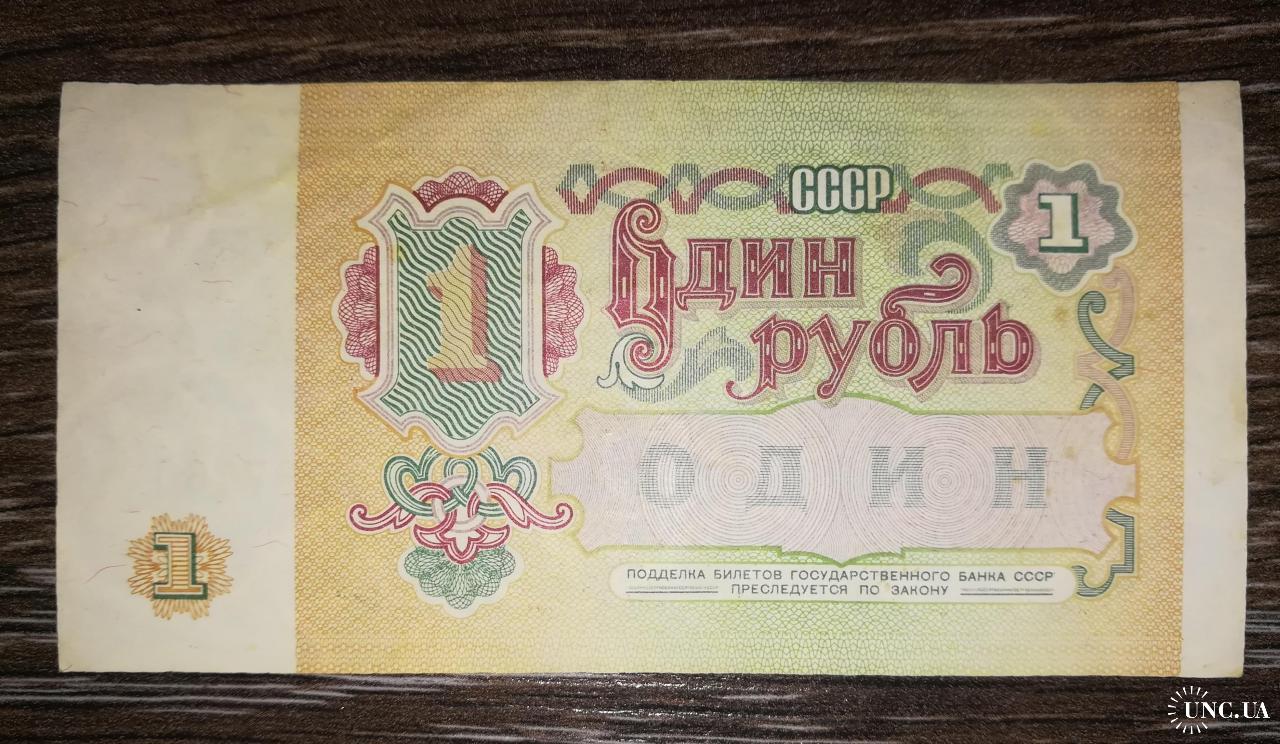 СССР
1
1
Один
рубль
ОДИН
1
ПОДДЕЛКА БИЛЕТОВ ГОСУДАРСТВЕННОГО БАНКА СССР
ПРЕСЛЕДУЕТСЯ ПО ЗАКОНУ
UNC.UA